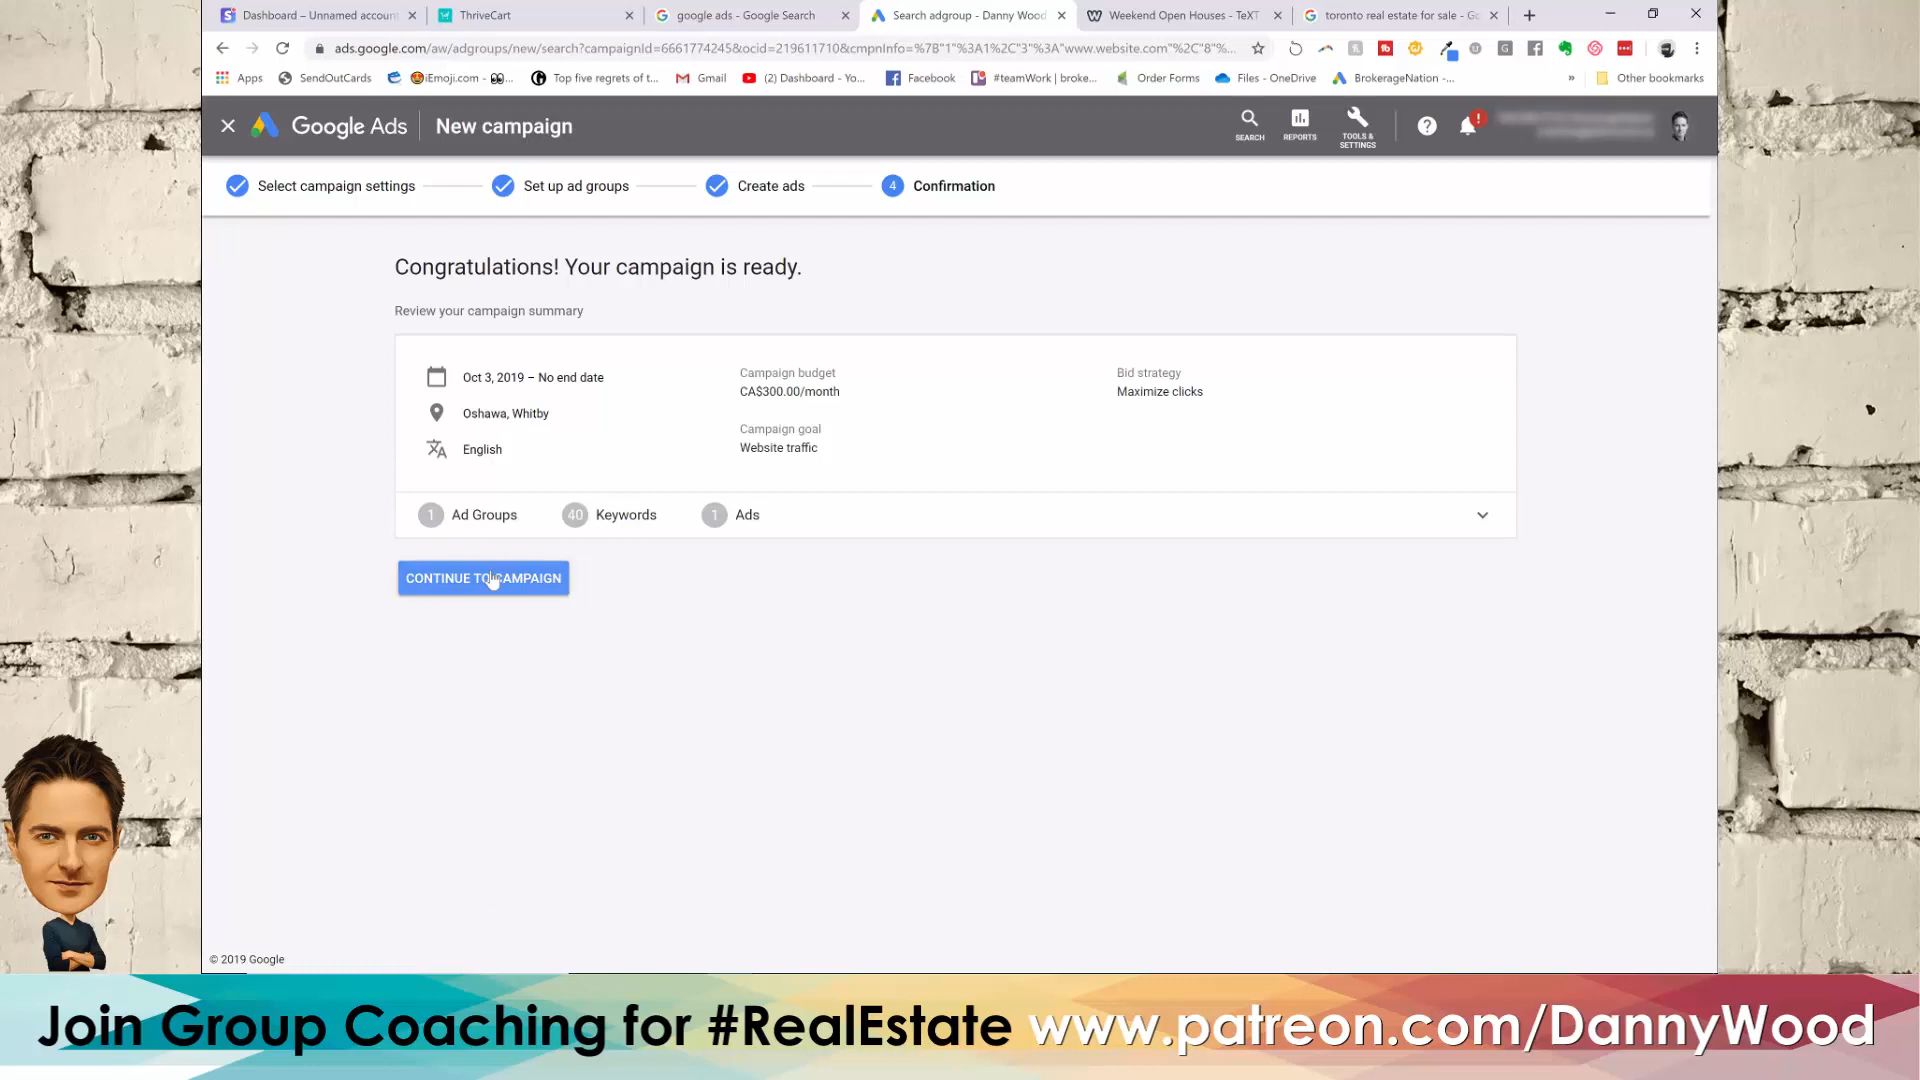 Dashboard – Unnamed account
ThriveCart
google ads - Google Search
Search adgroup - Danny Wood
Weekend Open Houses - TeXT
toronto real estate for sale - Go
ads.google.com/aw/adgroups/new/search?campaignId=6661774245&ocid=219611710&cmpnInfo=%7B"1"%3A1%2C"3"%3A"www.website.com"%2C"8"%...
Apps
SendOutCards
iEmoji.com -
Top five regrets of t...
Gmail
(2) Dashboard - Yo...
Facebook
#teamWork | broke...
Order Forms
Files - OneDrive
BrokerageNation -...
»
Other bookmarks
Google Ads
New campaign
SEARCH
REPORTS
TOOLS &
SETTINGS
Select campaign settings
Set up ad groups
Create ads
4 Confirmation
Congratulations! Your campaign is ready.
Review your campaign summary
Oct 3, 2019 – No end date
Oshawa, Whitby
English
Campaign budget
CA$300.00/month
Campaign goal
Website traffic
Bid strategy
Maximize clicks
1 Ad Groups
40 Keywords
1 Ads
CONTINUE TO CAMPAIGN
© 2019 Google
Join Group Coaching for #RealEstate www.patreon.com/DannyWood